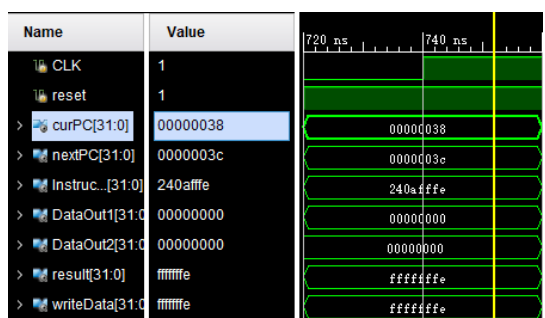 Name Value 720 ns 740 ns
CLK 1
reset 1
curPC[31:0] 00000038 00000038
nextPC[31:0] 0000003c 0000003c
Instruc...[31:0] 240afffe 240afffe
DataOut1[31:0 00000000 00000000
DataOut2[31:0 00000000 00000000
result[31:0] fffffffe fffffffe
writeData[31:0 fffffffe fffffffe